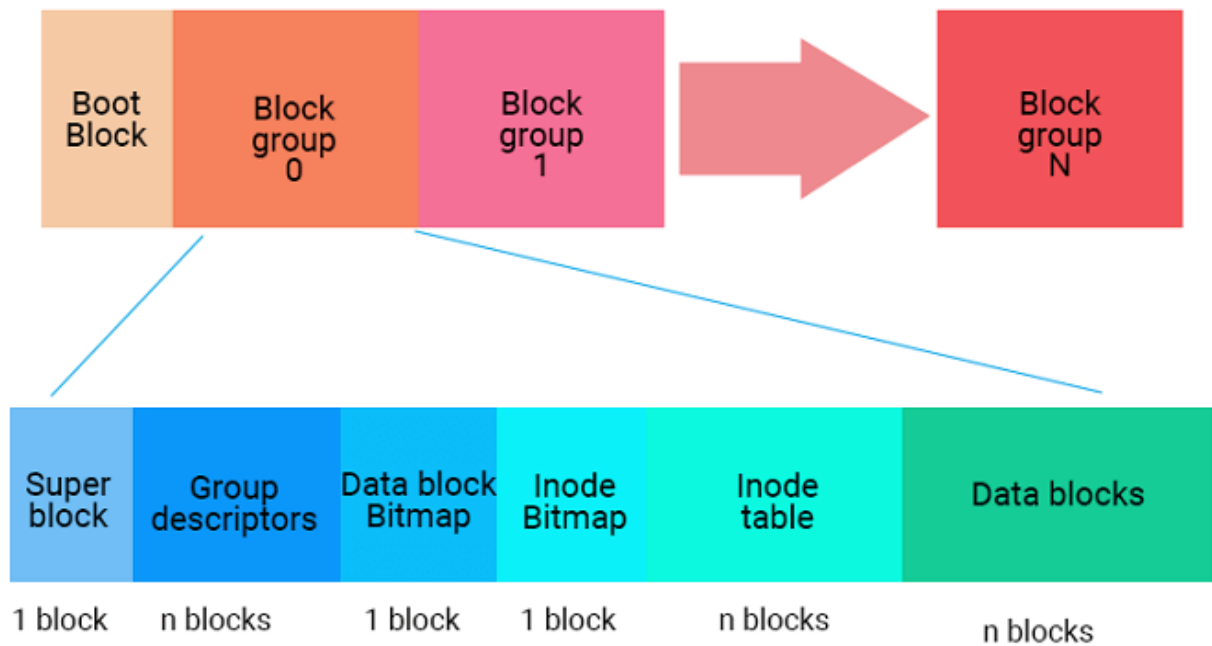 Boot
Block
Block
group
0
Block
group
1
Block
group
N
Super
block
Group
descriptors
Data block
Bitmap
Inode
Bitmap
Inode
table
Data blocks
1 block
n blocks
1 block
1 block
n blocks
n blocks